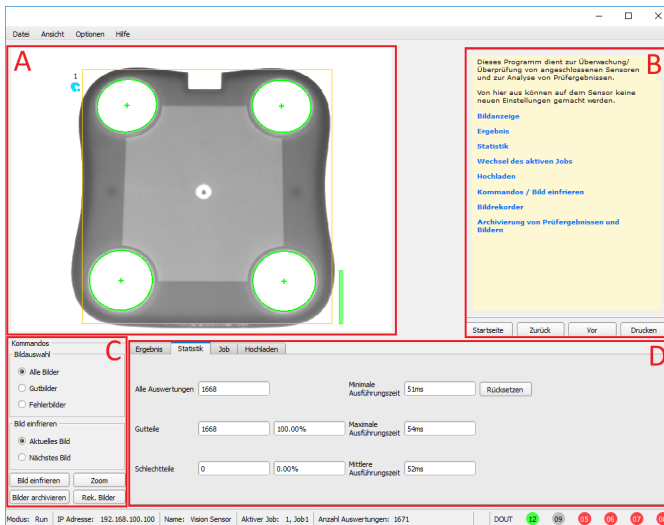 Datei Ansicht Optionen Hilfe
A
1
B
Dieses Programm dient zur Überwachung/
Überprüfung von angeschlossenen Sensoren
und zur Analyse von Prüfergebnissen.
Von hier aus können auf dem Sensor keine
neuen Einstellungen gemacht werden.
Bildanzeige
Ergebnis
Statistik
Wechsel des aktiven Jobs
Hochladen
Kommandos / Bild einfrieren
Bildrekorder
Archivierung von Prüfergebnissen und
Bildern
Startseite Zurück Vor Drucken
Kommandos
C
Bildauswahl
Alle Bilder
Gutbilder
Fehlerbilder
Bild einfrieren
Aktuelles Bild
Nächstes Bild
Bild einfrieren Zoom
Bilder archivieren Rek. Bilder
Ergebnis Statistik Job Hochladen
D
Alle Auswertungen 1668
Minimale
Ausführungszeit 51ms Rücksetzen
Gutteile 1668 100.00%
Maximale
Ausführungszeit 54ms
Schlechtteile 0 0.00%
Mittlere
Ausführungszeit 52ms
Modus: Run IP Adresse: 192.168.100.100 Name: Vision Sensor Aktiver Job: 1, Job1 Anzahl Auswertungen: 1671 DOUT 12 09 05 06 07